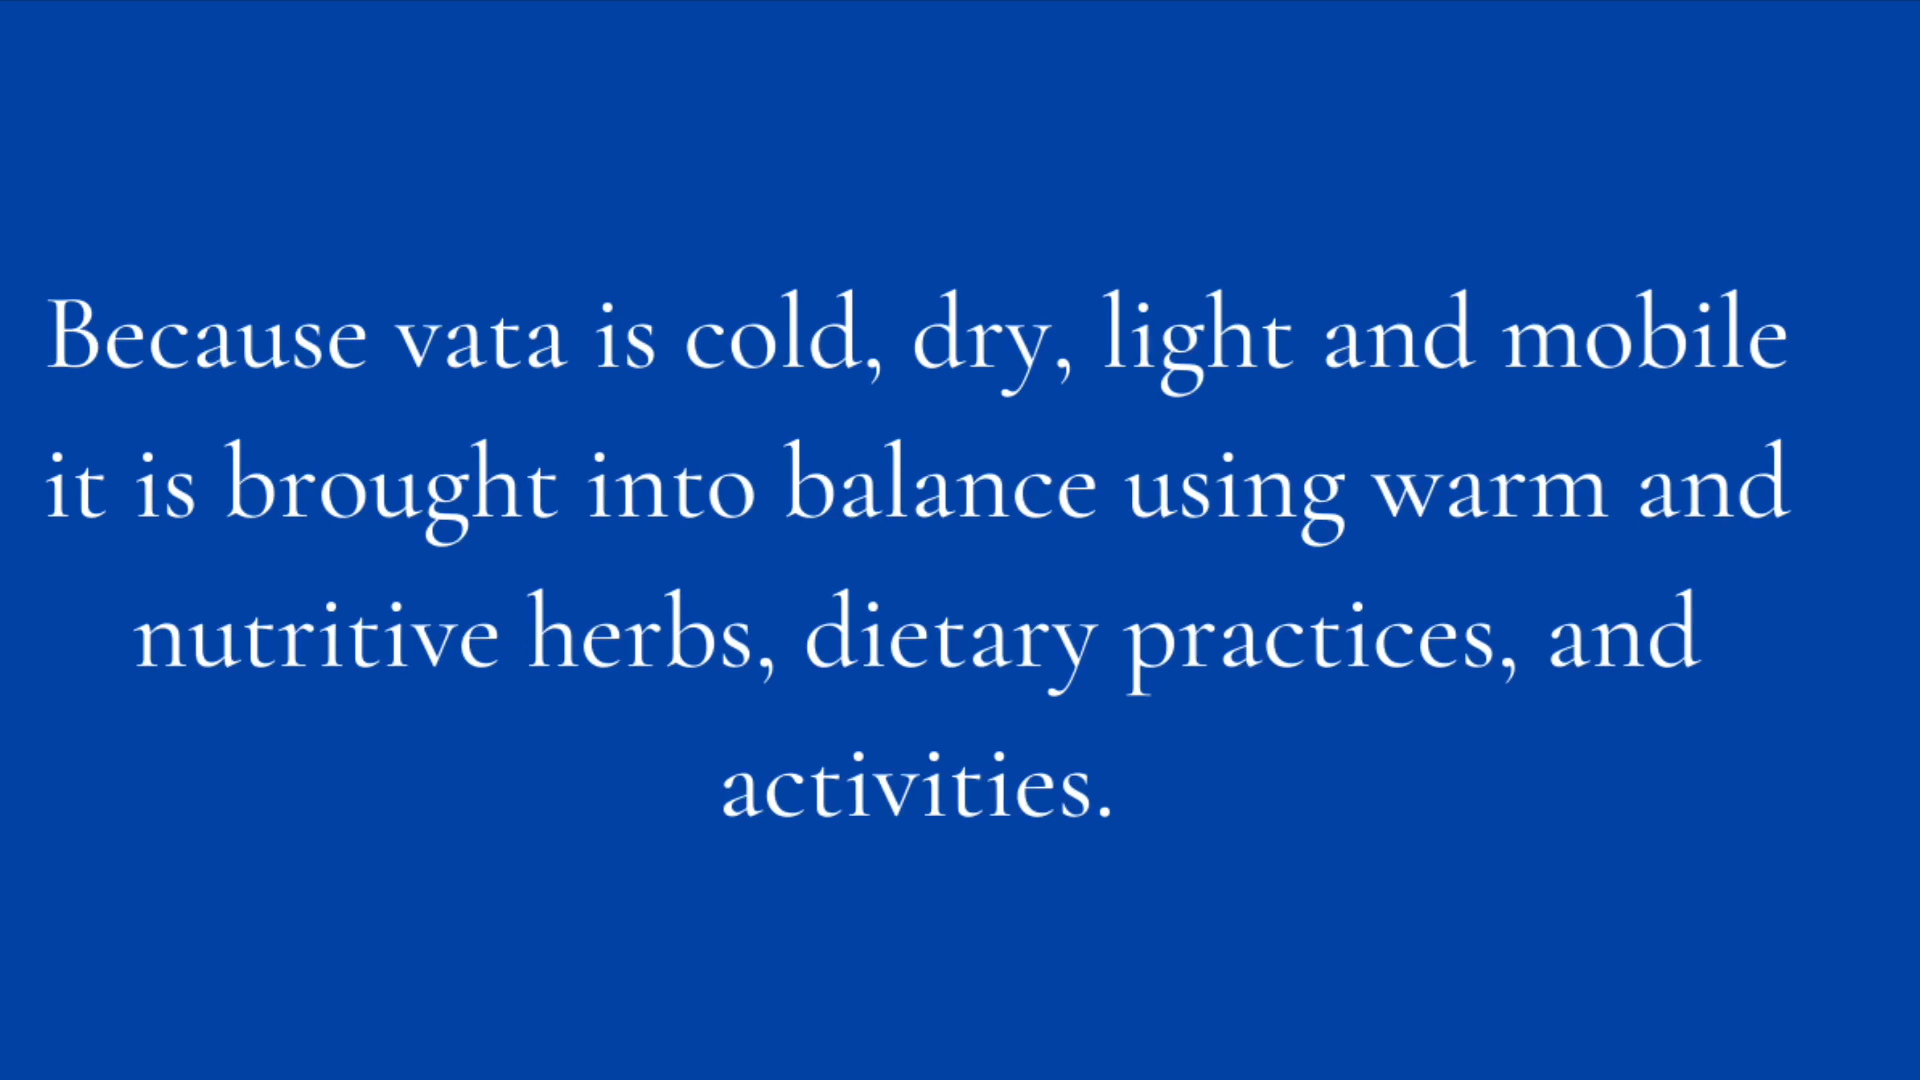 Because vata is cold, dry, light and mobile
it is brought into balance using warm and
nutritive herbs, dietary practices, and
activities.